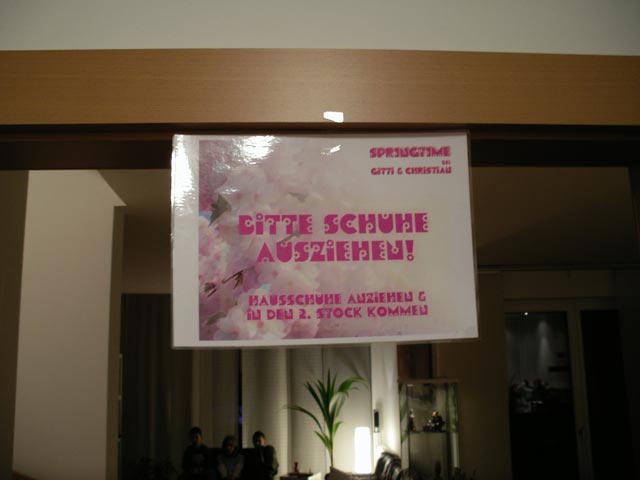 SPRINGTIME
BEI
GITTI & CHRISTIAN
BITTE SCHUHE
AUSZIEHEN!
HAUSSCHUHE ANZIEHEN &
IN DEN 2. STOCK KOMMEN